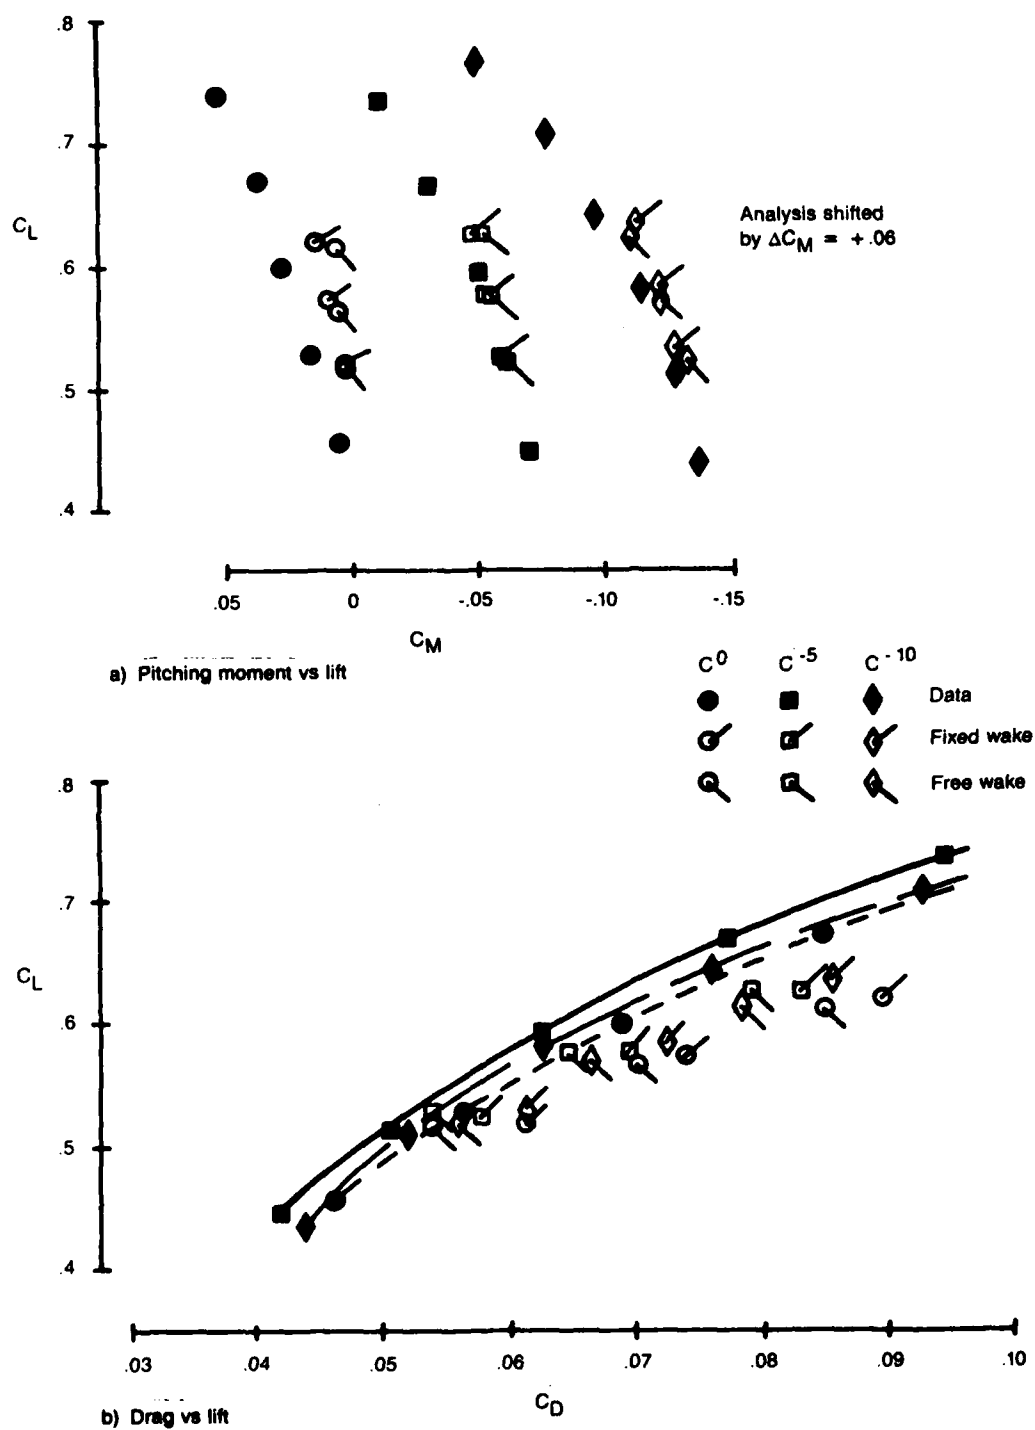 .8
.7
C_L
Analysis shifted
by ΔC_M = +.06
.6
.5
.4
.05 0 -.05 -.10 -.15
C_M
a) Pitching moment vs lift
C⁰ C⁻⁵ C⁻¹⁰
Data
Fixed wake
Free wake
.8
.7
C_L
.6
.5
.4
.03 .04 .05 .06 .07 .08 .09 .10
C_D
b) Drag vs lift